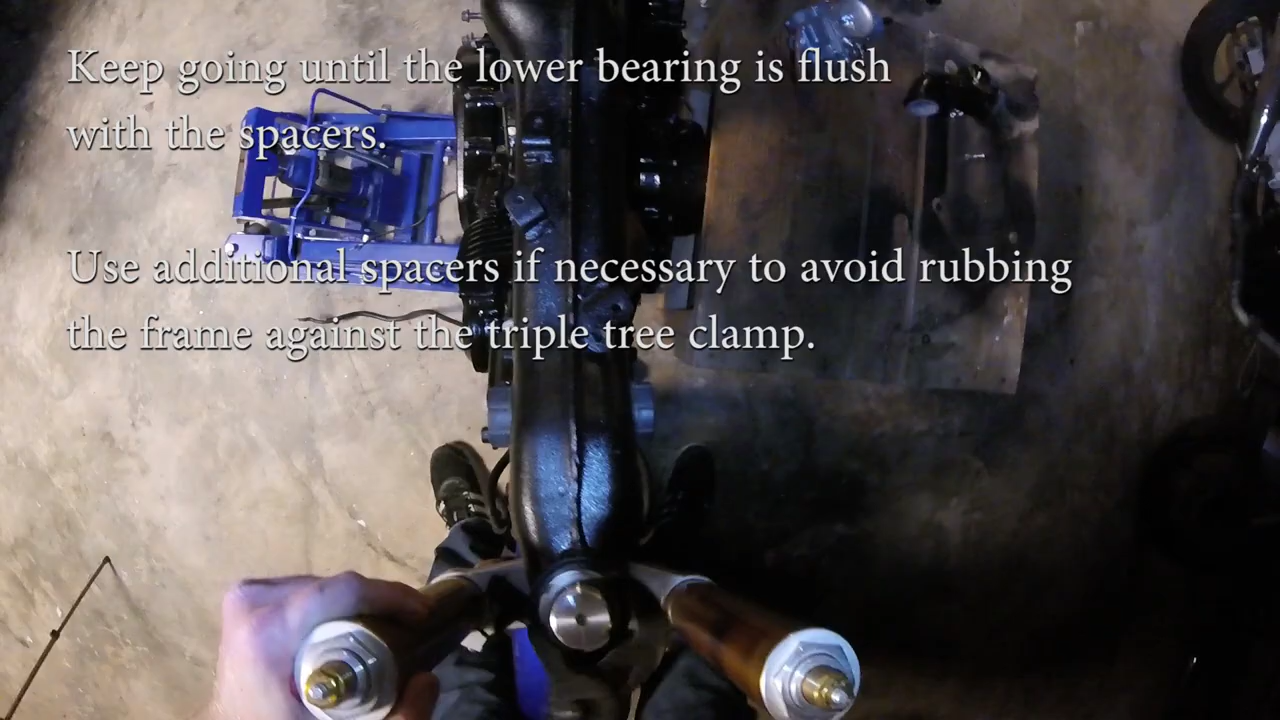 Keep going until the lower bearing is flush
with the spacers.
Use additional spacers if necessary to avoid rubbing
the frame against the triple tree clamp.